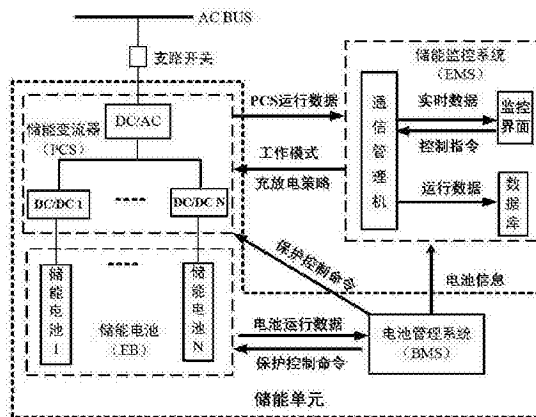 AC BUS
支路开关
储能监控系统
（EMS）
DC/AC
储能变流器
（PCS）
PCS运行数据
通信管理机
实时数据
监控界面
控制指令
工作模式
充放电策略
运行数据
数据库
DC/DC 1
DC/DC N
保护控制命令
储能电池1
储能电池N
电池信息
储能电池
（EB）
电池运行数据
保护控制命令
电池管理系统
（BMS）
储能单元